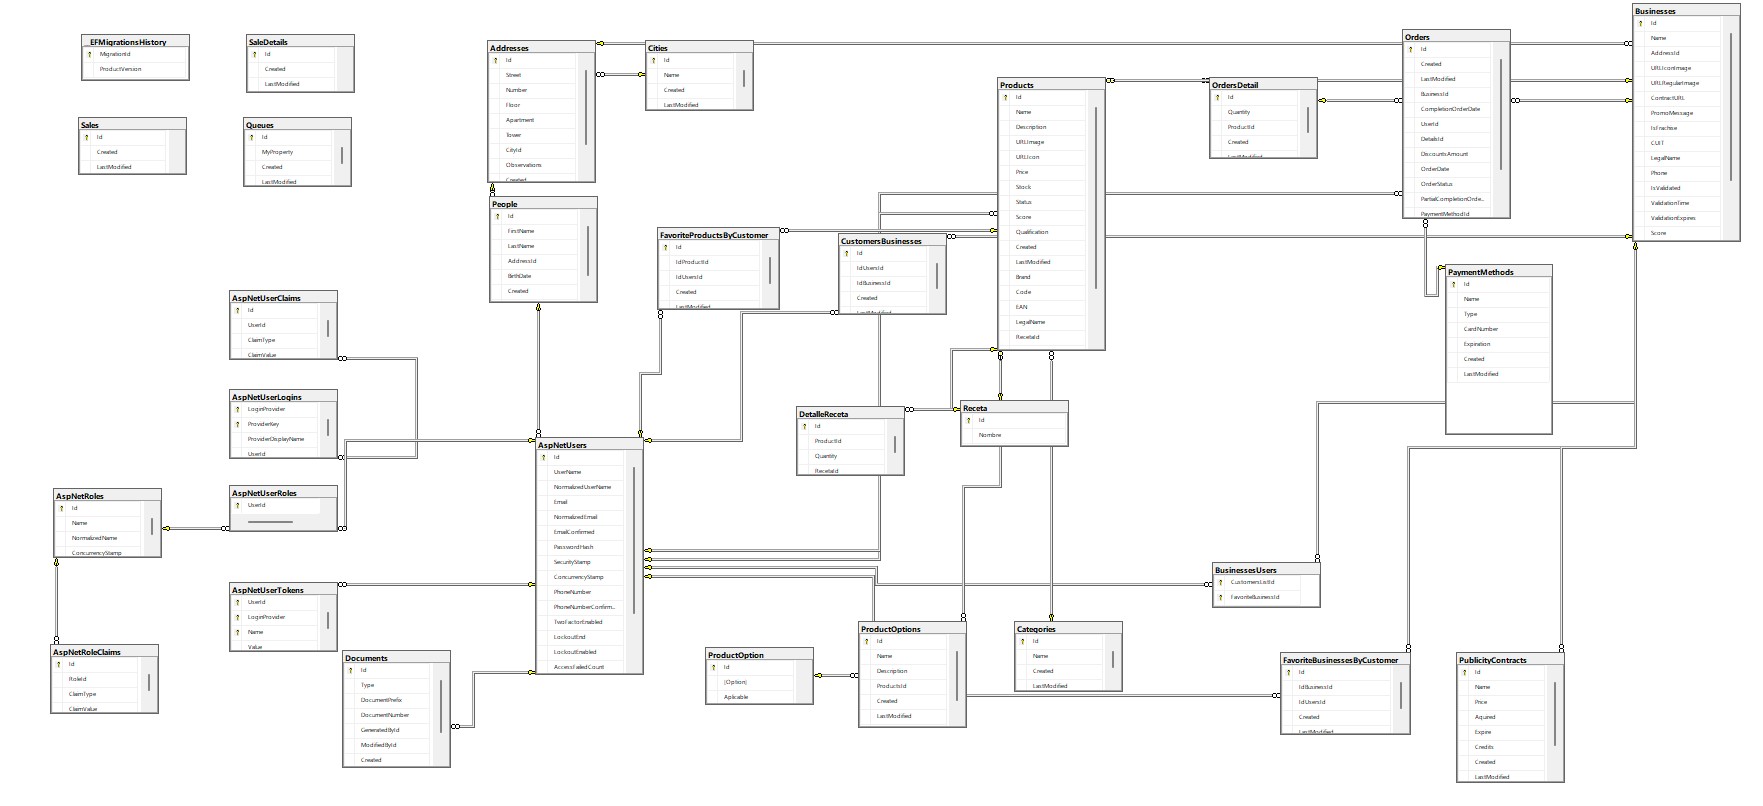 __EFMigrationsHistory
MigrationId
ProductVersion
SaleDetails
Id
Created
LastModified
Sales
Id
Created
LastModified
Queues
Id
MyProperty
Created
LastModified
Addresses
Id
Street
Number
Floor
Apartment
Tower
CityId
Observations
Created
Cities
Id
Name
Created
LastModified
People
Id
FirstName
LastName
AddressId
BirthDate
Created
FavoriteProductsByCustomer
Id
IdProductId
IdUsersId
Created
LastModified
CustomersBusinesses
Id
IdUsersId
IdBusinessId
Created
LastModified
Products
Id
Name
Description
URLImage
URLIcon
Price
Stock
Status
Score
Qualification
Created
LastModified
Brand
Code
EAN
LegalName
RecetaId
OrdersDetail
Id
Quantity
ProductId
Created
LastModified
Orders
Id
Created
LastModified
BusinessId
CompletionOrderDate
UserId
DetailsId
DiscountsAmount
OrderDate
OrderStatus
PartialCompletionOrde...
PaymentMethodId
Businesses
Id
Name
AddressId
URLIconImage
URLRegularImage
ContractURL
PromoMessage
IsFrachise
CUIT
LegalName
Phone
IsValidated
ValidationTime
ValidationExpires
Score
PaymentMethods
Id
Name
Type
CardNumber
Expiration
Created
LastModified
AspNetUserClaims
Id
UserId
ClaimType
ClaimValue
AspNetUserLogins
LoginProvider
ProviderKey
ProviderDisplayName
UserId
AspNetUserRoles
UserId
AspNetRoles
Id
Name
NormalizedName
ConcurrencyStamp
AspNetUserTokens
UserId
LoginProvider
Name
Value
AspNetRoleClaims
Id
RoleId
ClaimType
ClaimValue
Documents
Id
Type
DocumentPrefix
DocumentNumber
GeneratedById
ModifiedById
Created
AspNetUsers
Id
UserName
NormalizedUserName
Email
NormalizedEmail
EmailConfirmed
PasswordHash
SecurityStamp
ConcurrencyStamp
PhoneNumber
PhoneNumberConfirm...
TwoFactorEnabled
LockoutEnd
LockoutEnabled
AccessFailedCount
DetalleReceta
Id
ProductId
Quantity
RecetaId
Receta
Id
Nombre
ProductOption
Id
[Option]
Aplicable
ProductOptions
Id
Name
Description
ProductsId
Created
LastModified
Categories
Id
Name
Created
LastModified
BusinessesUsers
CustomersListId
FavoriteBusinessId
FavoriteBusinessesByCustomer
Id
IdBusinessId
IdUsersId
Created
LastModified
PublicityContracts
Id
Name
Price
Aquired
Expire
Credits
Created
LastModified